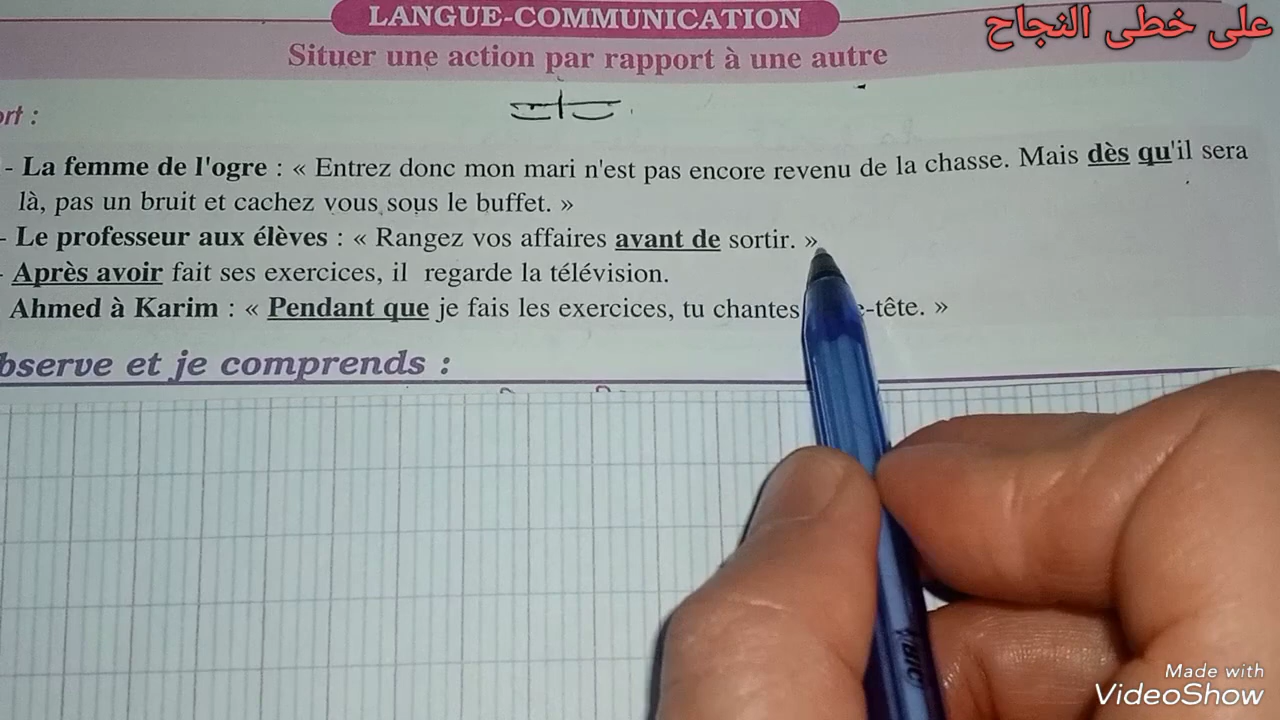 LANGUE-COMMUNICATION
على خطى النجاح
Situer une action par rapport à une autre
ort :
- La femme de l'ogre : « Entrez donc mon mari n'est pas encore revenu de la chasse. Mais dès qu'il sera
là, pas un bruit et cachez vous sous le buffet. »
- Le professeur aux élèves : « Rangez vos affaires avant de sortir. »
- Après avoir fait ses exercices, il regarde la télévision.
Ahmed à Karim : « Pendant que je fais les exercices, tu chantes -tête. »
bserve et je comprends :
BIC
Made with
VideoShow